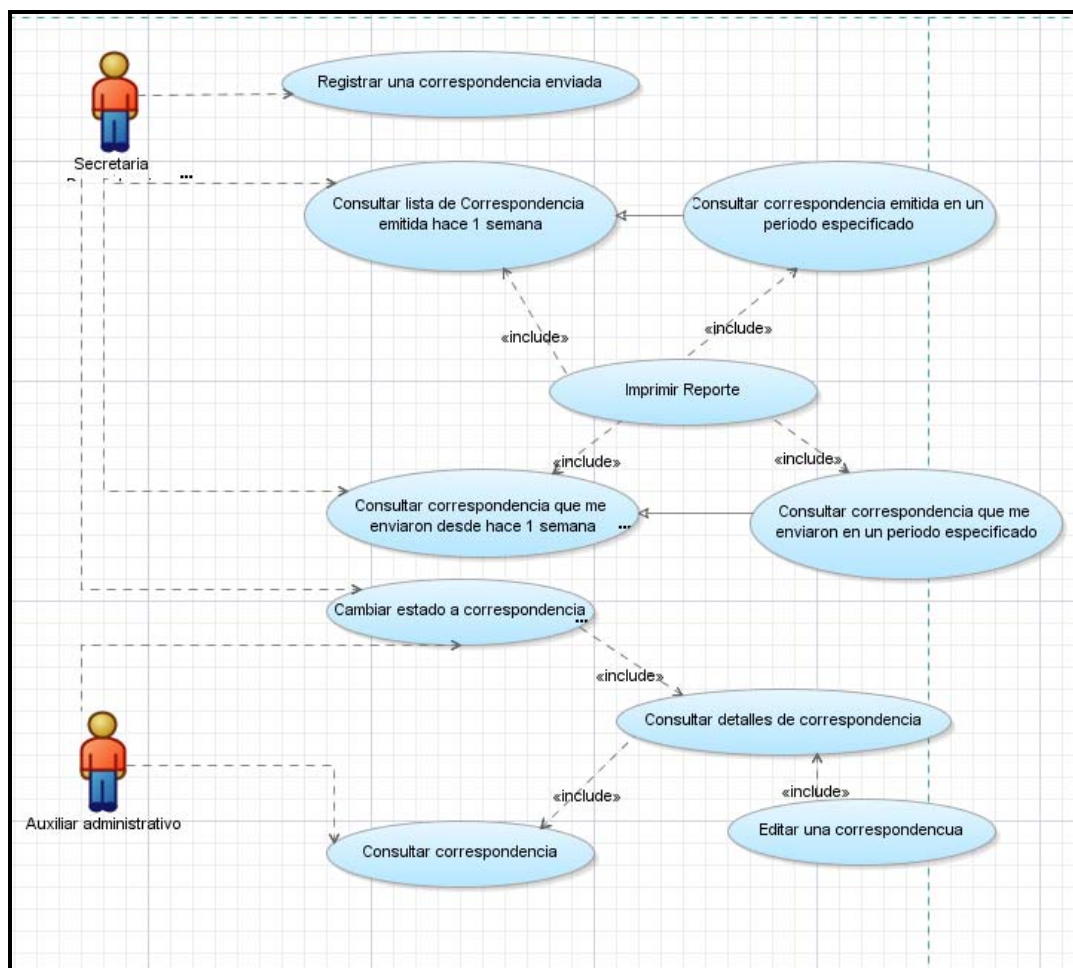 Registrar una correspondencia enviada
Secretaria
...
Consultar lista de Correspondencia
emitida hace 1 semana
Consultar correspondencia emitida en un
periodo especificado
«include»
«include»
Imprimir Reporte
«include»
«include»
Consultar correspondencia que me
enviaron desde hace 1 semana
...
Consultar correspondencia que me
enviaron en un periodo especificado
Cambiar estado a correspondencia
...
«include»
Consultar detalles de correspondencia
«include»
«include»
Auxiliar administrativo
Editar una correspondencua
Consultar correspondencia